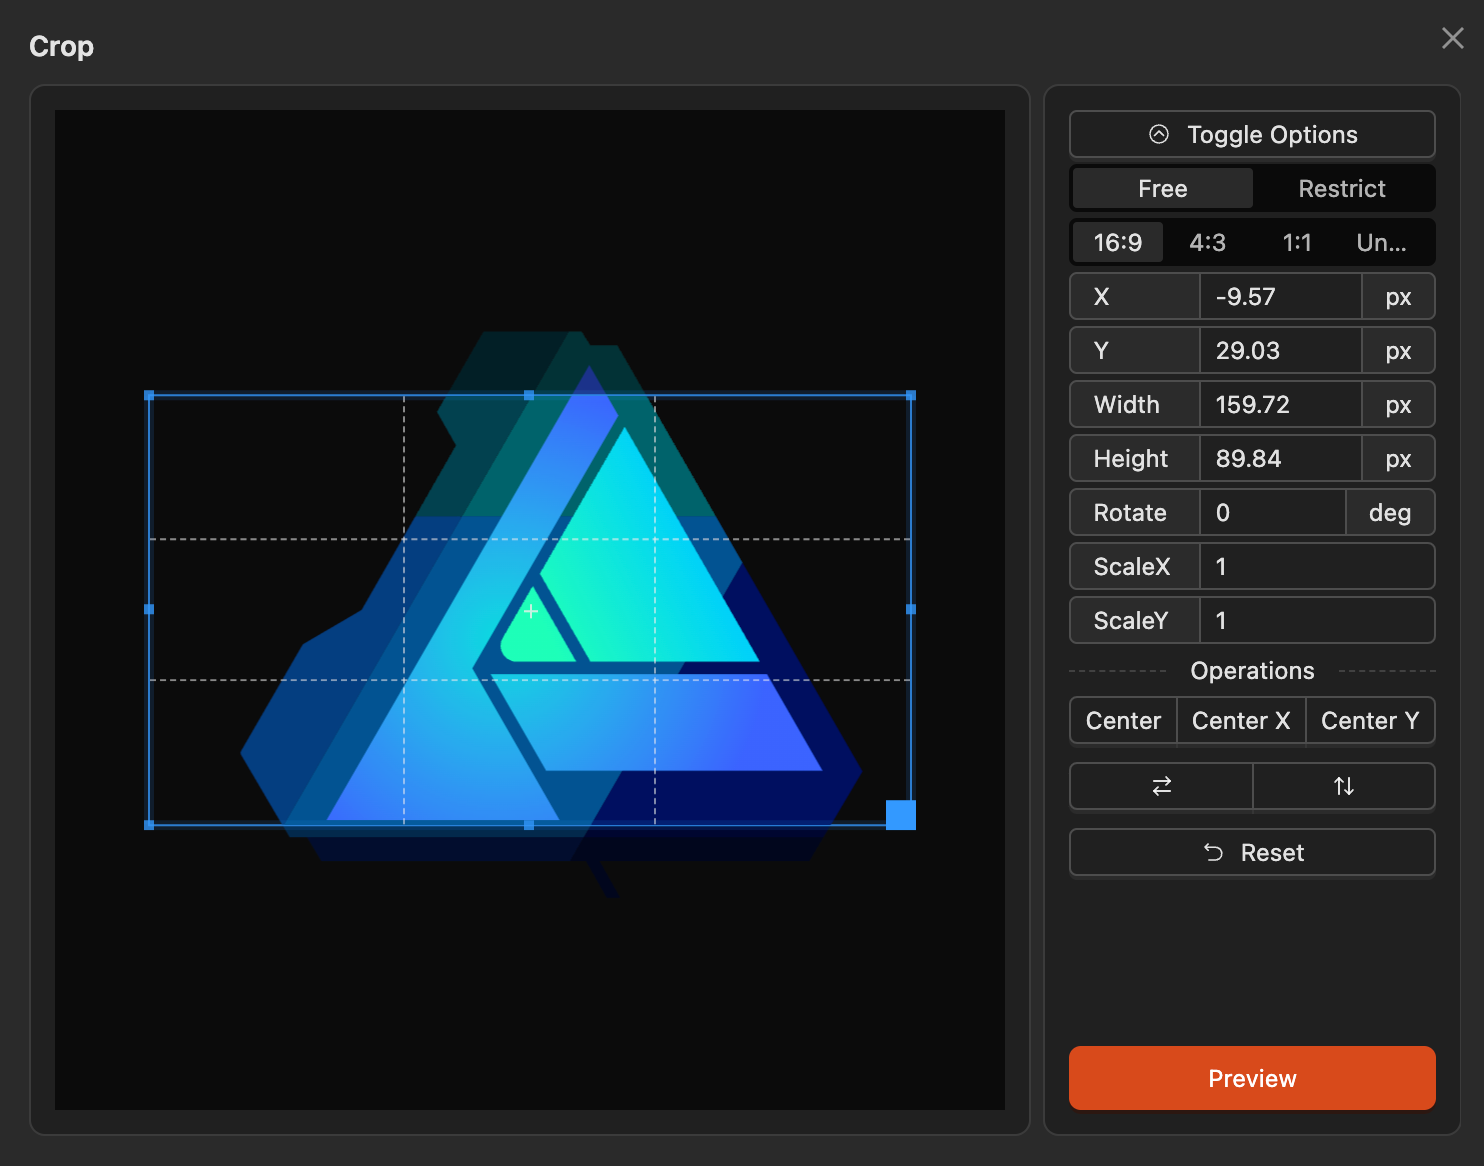 Crop
Toggle Options
Free Restrict
16:9 4:3 1:1 Un...
X -9.57 px
Y 29.03 px
Width 159.72 px
Height 89.84 px
Rotate 0 deg
ScaleX 1
ScaleY 1
Operations
Center Center X Center Y
Reset
Preview